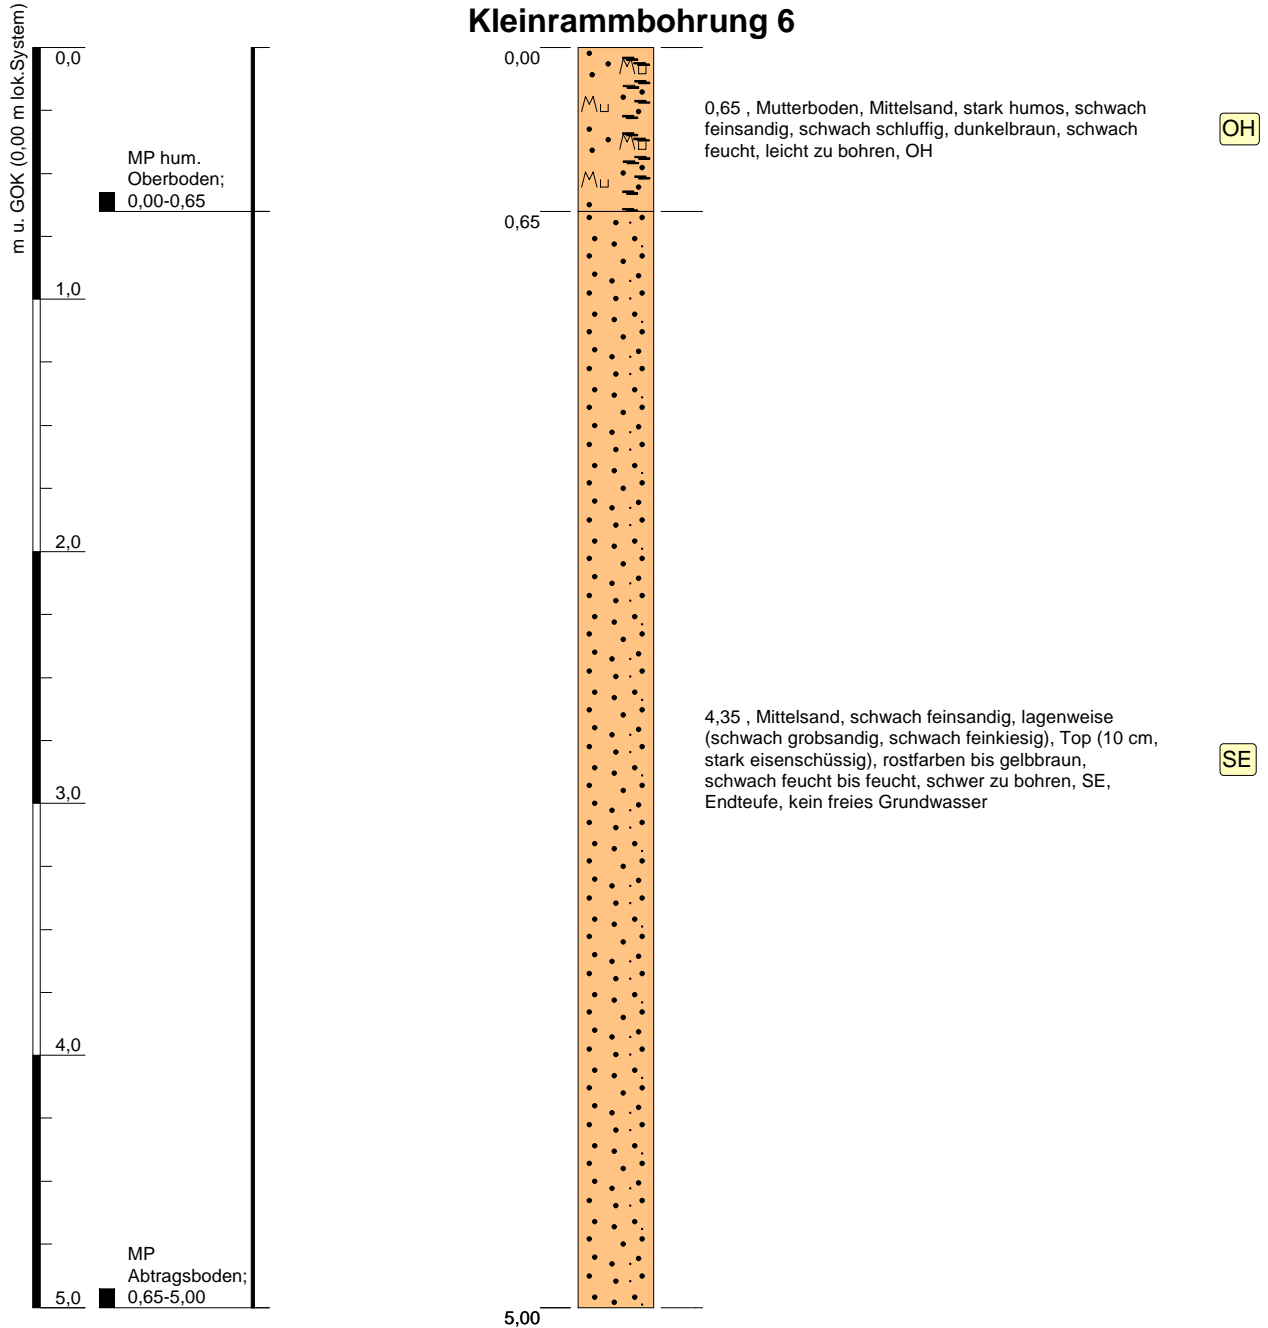 Kleinrammbohrung 6
m u. GOK (0,00 m lok.System)
0,0
1,0
2,0
3,0
4,0
5,0
MP hum.
Oberboden;
0,00-0,65
MP
Abtragsboden;
0,65-5,00
0,00
0,65
5,00
Mu
Mu
0,65 , Mutterboden, Mittelsand, stark humos, schwach
feinsandig, schwach schluffig, dunkelbraun, schwach
feucht, leicht zu bohren, OH
OH
4,35 , Mittelsand, schwach feinsandig, lagenweise
(schwach grobsandig, schwach feinkiesig), Top (10 cm,
stark eisenschüssig), rostfarben bis gelbbraun,
schwach feucht bis feucht, schwer zu bohren, SE,
Endteufe, kein freies Grundwasser
SE